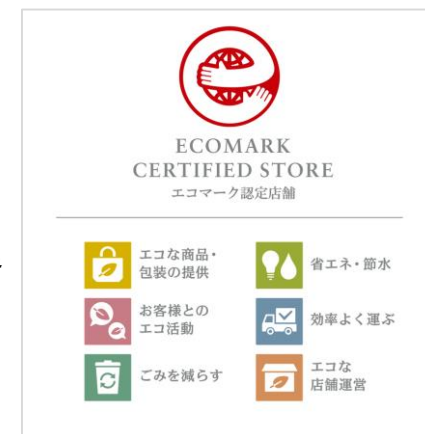 ECOMARK
CERTIFIED STORE
エコマーク認定店舗
エコな商品・
包装の提供
省エネ・節水
お客様との
エコ活動
効率よく運ぶ
ごみを減らす
エコな
店舗運営